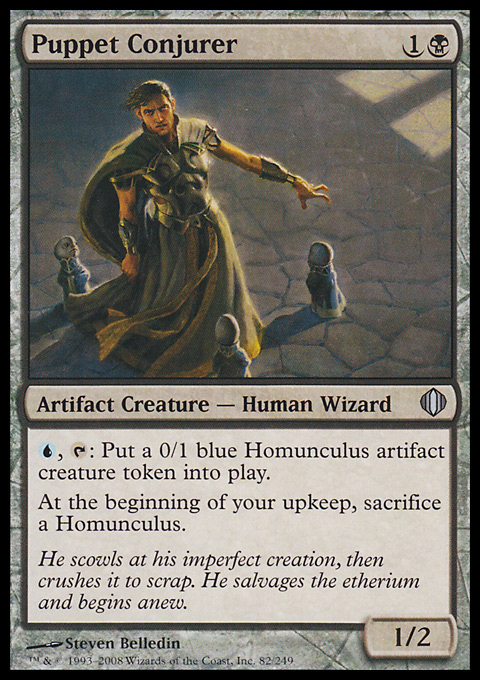 Puppet Conjurer 1
Artifact Creature — Human Wizard
, : Put a 0/1 blue Homunculus artifact
creature token into play.
At the beginning of your upkeep, sacrifice
a Homunculus.
He scowls at his imperfect creation, then
crushes it to scrap. He salvages the etherium
and begins anew.
Steven Belledin
1/2
™ & © 1993–2008 Wizards of the Coast, Inc. 82/249